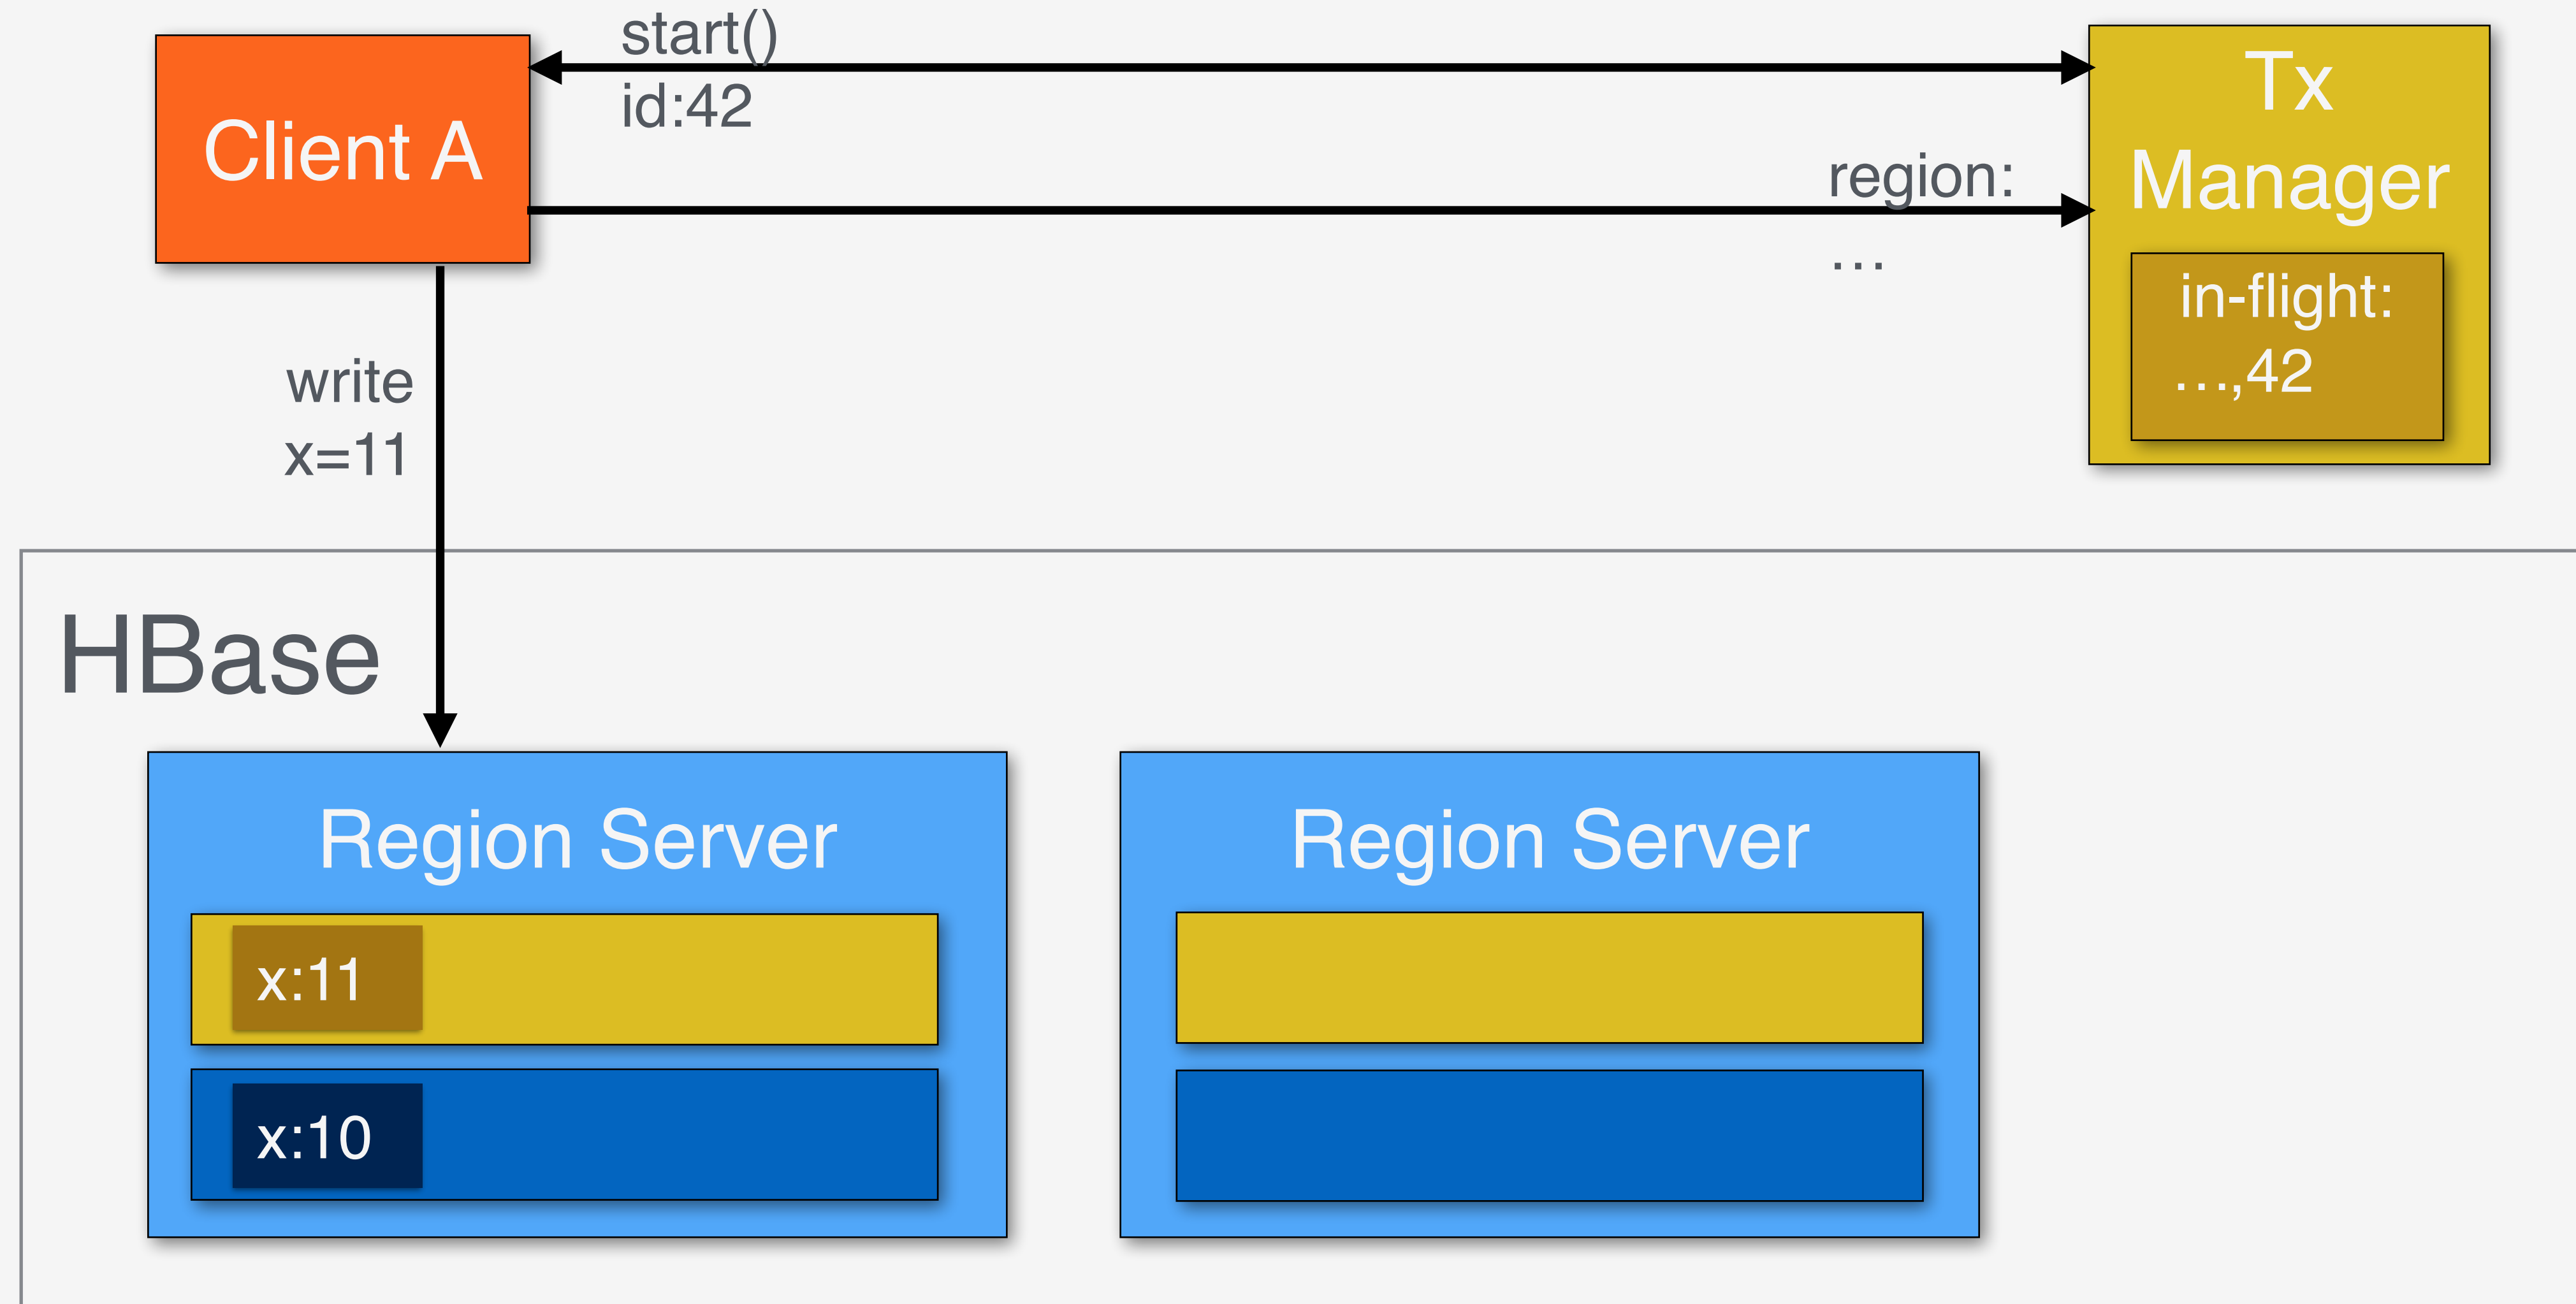 start()
id:42
Client A
region:
…
Tx
Manager
in-flight:
…,42
write
x=11
HBase
Region Server
x:11
x:10
Region Server